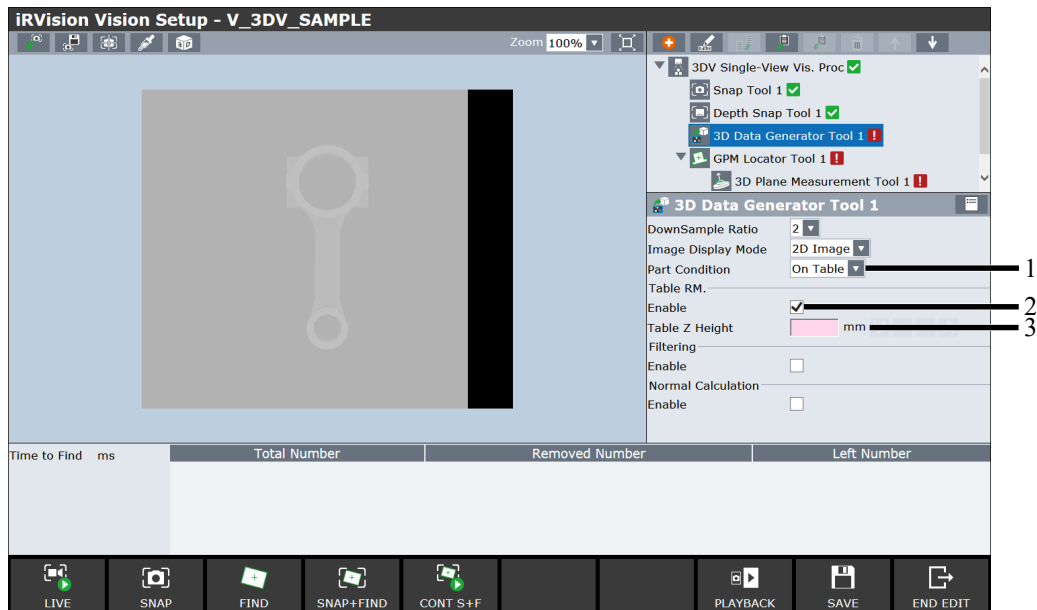 iRVision Vision Setup - V_3DV_SAMPLE
Zoom 100%
3DV Single-View Vis. Proc
Snap Tool 1
Depth Snap Tool 1
3D Data Generator Tool 1
GPM Locator Tool 1
3D Plane Measurement Tool 1
3D Data Generator Tool 1
DownSample Ratio 2
Image Display Mode 2D Image
Part Condition On Table 1
Table RM.
Enable 2
Table Z Height mm 3
Filtering
Enable
Normal Calculation
Enable
Time to Find ms Total Number Removed Number Left Number
LIVE SNAP FIND SNAP+FIND CONT S+F PLAYBACK SAVE END EDIT